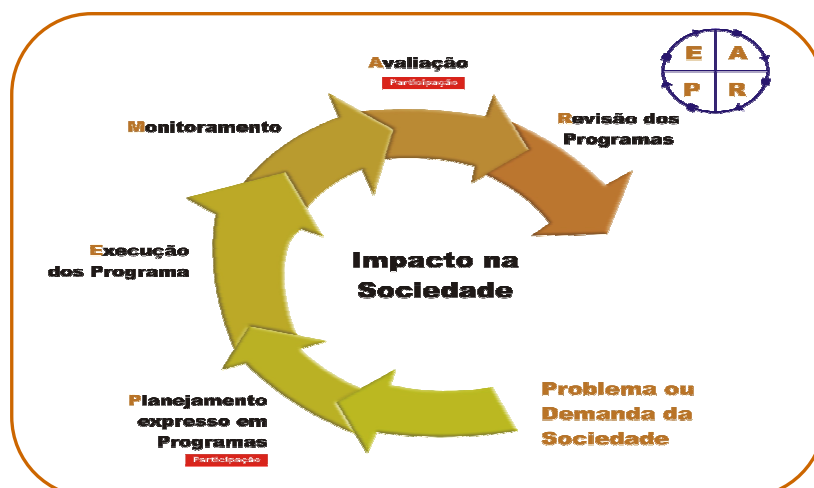 Avaliação
Participação
E A
P R
Monitoramento
Revisão dos
Programas
Execução
dos Programa
Impacto na
Sociedade
Planejamento
expresso em
Programas
Participação
Problema ou
Demanda da
Sociedade